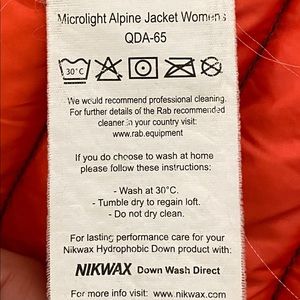 Microlight Alpine Jacket Womens
QDA-65
30°C
We would recommend professional cleaning.
For further details of the Rab recommended
cleaner in your country visit:
www.rab.equipment
If you do choose to wash at home
please follow these instructions:
- Wash at 30°C.
- Tumble dry to regain loft.
- Do not dry clean.
For lasting performance care for your
Nikwax Hydrophobic Down product with:
NIKWAX Down Wash Direct
For more info visit: www.nikwax.com